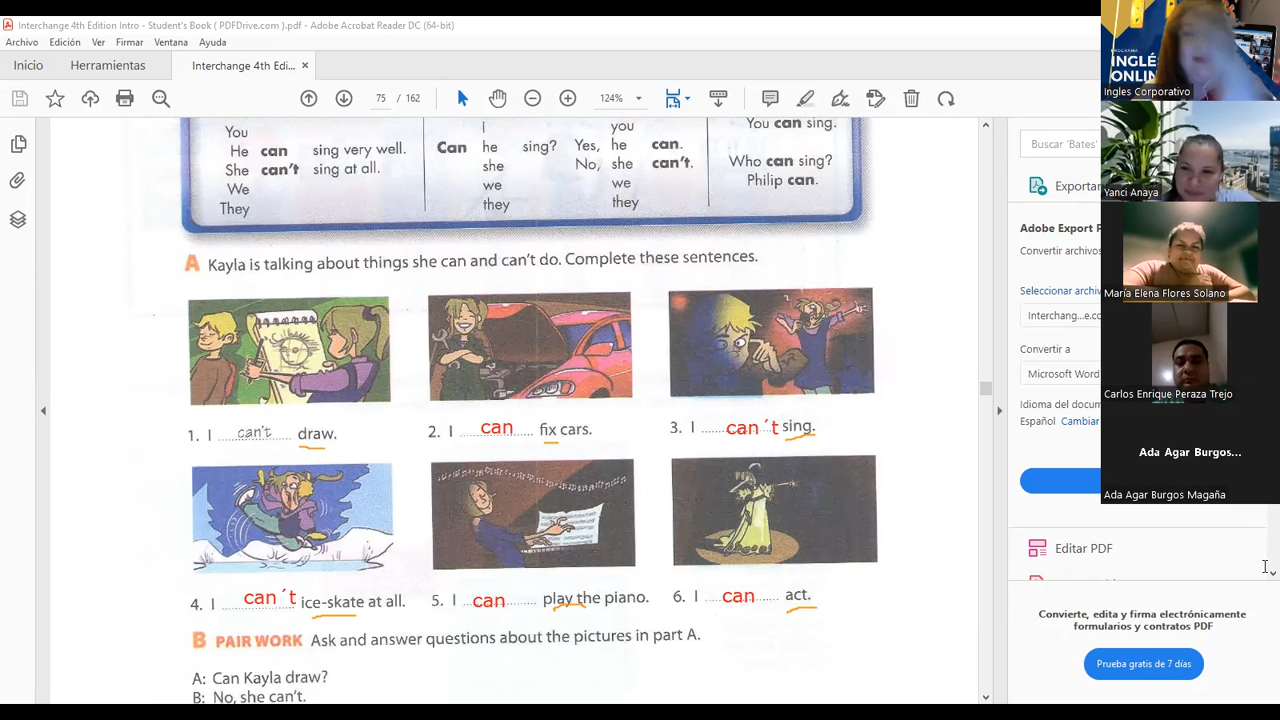 Interchange 4th Edition Intro - Student's Book ( PDFDrive.com ).pdf - Adobe Acrobat Reader DC (64-bit)
Archivo Edición Ver Firmar Ventana Ayuda
Inicio Herramientas Interchange 4th Edi... ×
75 / 162 124%
You
He can sing very well.
She can't sing at all.
We
They
I
Can he sing?
she
we
they
you
Yes, he can.
No, she can't.
we
they
You can sing.
Who can sing?
Philip can.
A Kayla is talking about things she can and can't do. Complete these sentences.
1. I can't draw.
2. I can fix cars.
3. I can´t sing.
4. I can´t ice-skate at all.
5. I can play the piano.
6. I can act.
B PAIR WORK Ask and answer questions about the pictures in part A.
A: Can Kayla draw?
B: No, she can't.
Buscar 'Bates'
Exportar
Adobe Export P
Convertir archivos
Seleccionar archiv
Interchang...e.co
Convertir a
Microsoft Word
Idioma del docum
Español Cambiar
Editar PDF
Convierte, edita y firma electrónicamente
formularios y contratos PDF
Prueba gratis de 7 días
PROGRAMA
INGLÉ
ONLIN
Ingles Corporativo
Yanci Anaya
María Elena Flores Solano
Carlos Enrique Peraza Trejo
Ada Agar Burgos...
Ada Agar Burgos Magaña